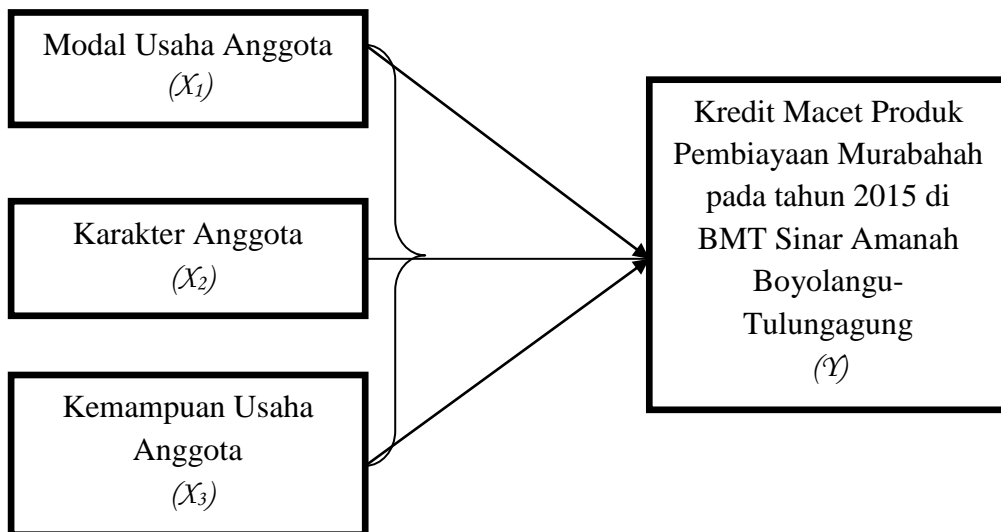 Modal Usaha Anggota
(X₁)
Karakter Anggota
(X₂)
Kemampuan Usaha
Anggota
(X₃)
Kredit Macet Produk
Pembiayaan Murabahah
pada tahun 2015 di
BMT Sinar Amanah
Boyolangu-
Tulungagung
(Y)